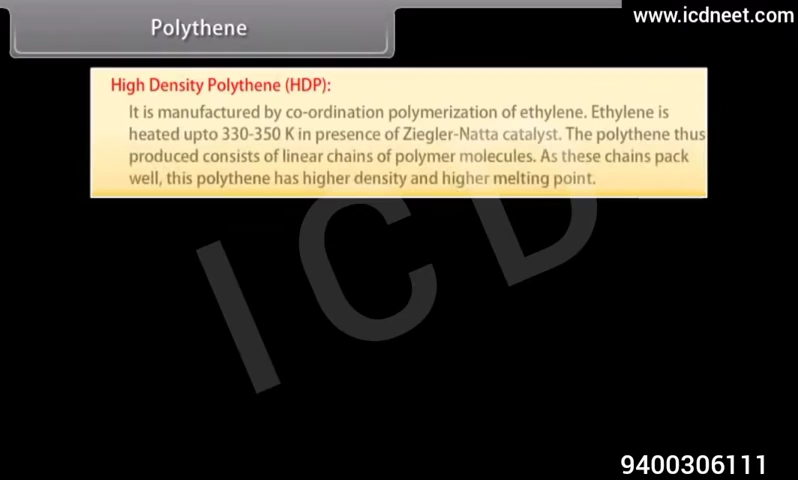 Polythene
www.icdneet.com
High Density Polythene (HDP):
It is manufactured by co-ordination polymerization of ethylene. Ethylene is
heated upto 330-350 K in presence of Ziegler-Natta catalyst. The polythene thus
produced consists of linear chains of polymer molecules. As these chains pack
well, this polythene has higher density and higher melting point.
ICD
9400306111